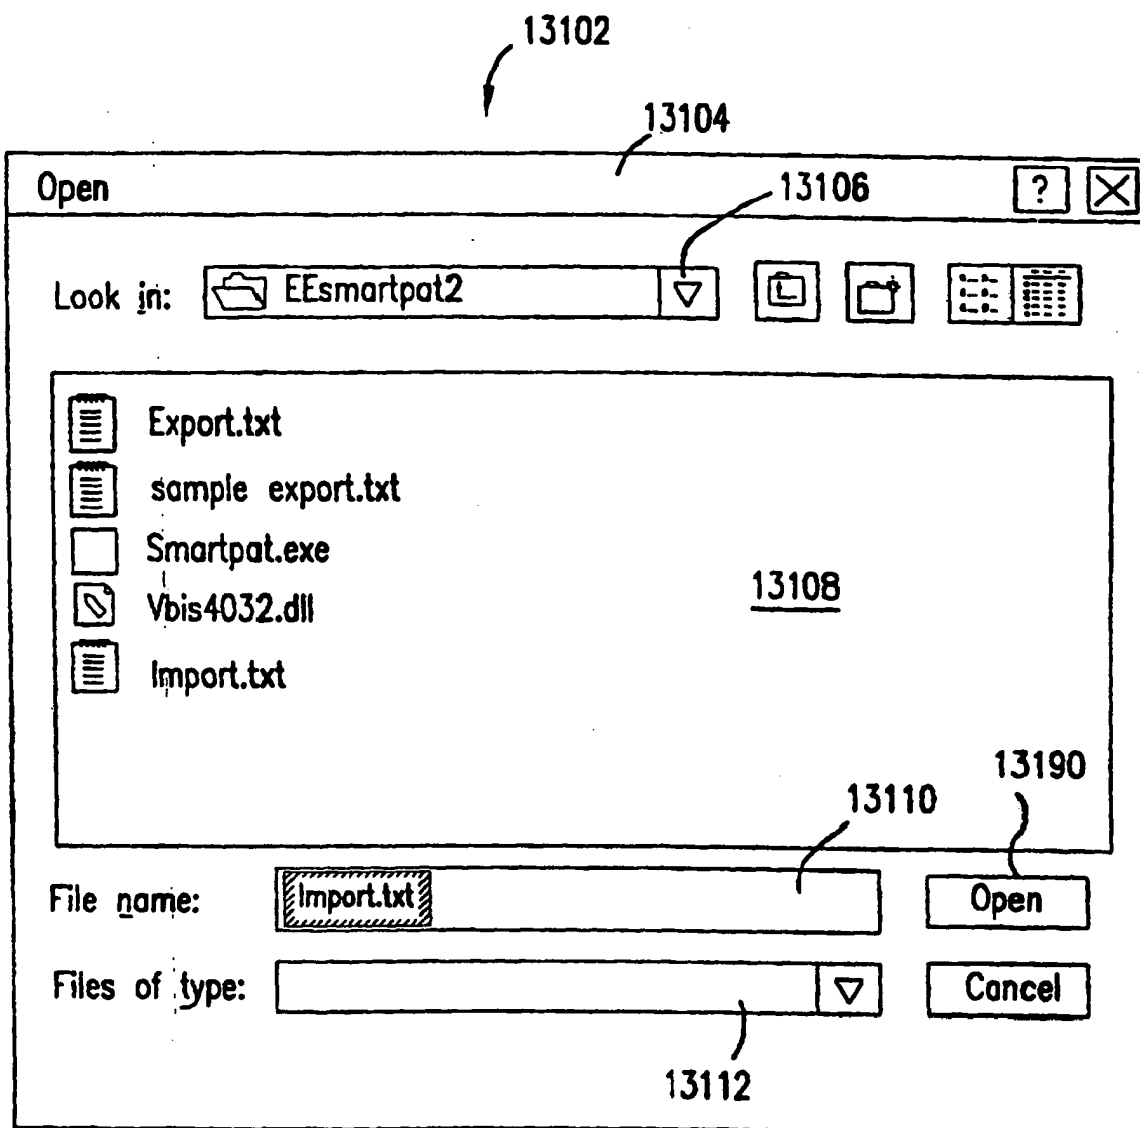 13102
13104
Open
?
13106
Look in: EEsmartpat2
Export.txt
sample export.txt
Smartpat.exe
Vbis4032.dll
Import.txt
13108
13190
13110
File name: Import.txt Open
Files of type: Cancel
13112